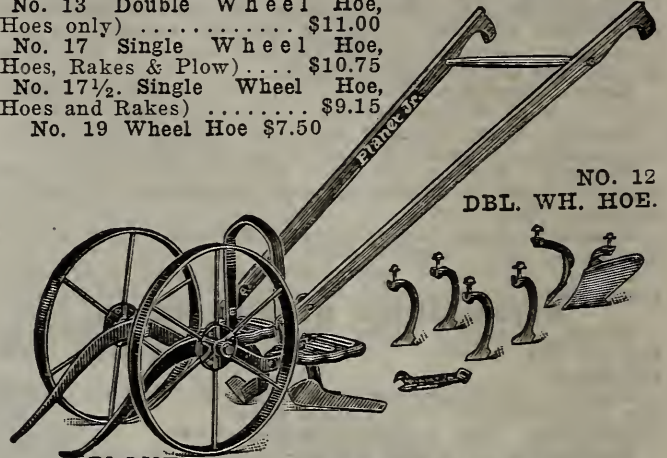 No. 13 Double Wheel Hoe,
Hoes only) ............ $11.00
No. 17 Single Wheel Hoe,
Hoes, Rakes & Plow) .... $10.75
No. 17½. Single Wheel Hoe,
Hoes and Rakes) ........ $9.15
No. 19 Wheel Hoe $7.50
Planet Jr.
NO. 12
DBL. WH. HOE.